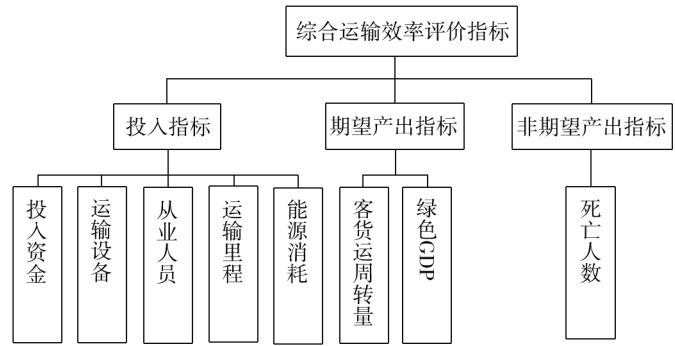 综合运输效率评价指标
投入指标
期望产出指标
非期望产出指标
投入资金
运输设备
从业人员
运输里程
能源消耗
客货运周转量
绿色GDP
死亡人数